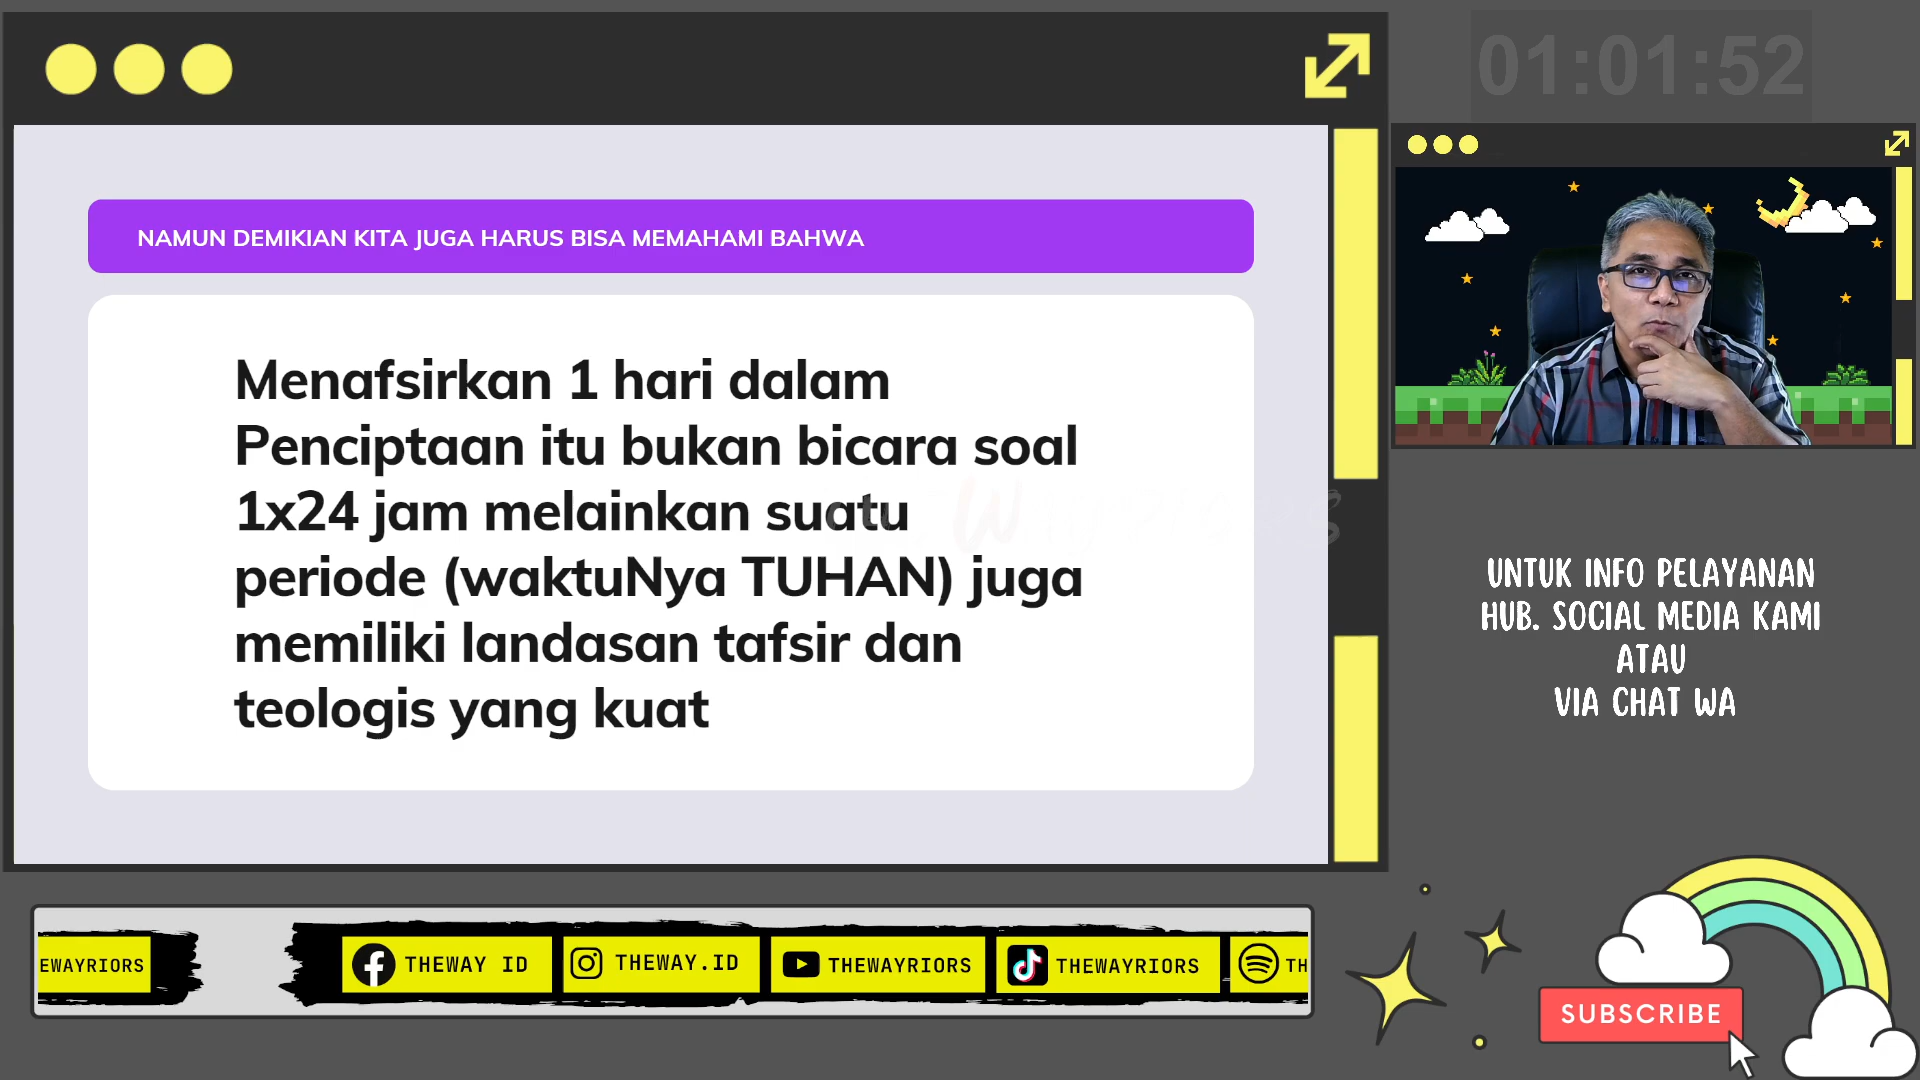 01:01:52
NAMUN DEMIKIAN KITA JUGA HARUS BISA MEMAHAMI BAHWA
Menafsirkan 1 hari dalam
Penciptaan itu bukan bicara soal
1x24 jam melainkan suatu
periode (waktuNya TUHAN) juga
memiliki landasan tafsir dan
teologis yang kuat
UNTUK INFO PELAYANAN
HUB. SOCIAL MEDIA KAMI
ATAU
VIA CHAT WA
EWAYRIORS
THEWAY ID
THEWAY.ID
THEWAYRIORS
THEWAYRIORS
TH
SUBSCRIBE